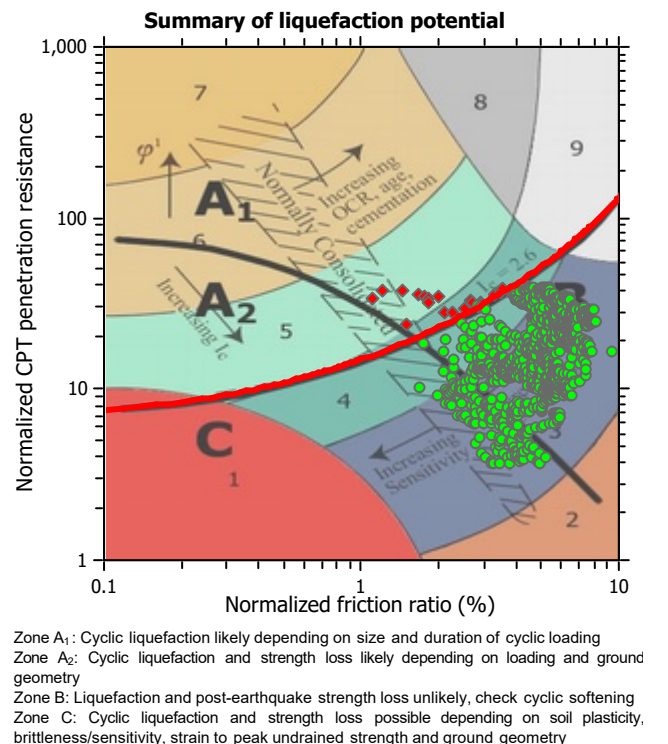 Summary of liquefaction potential
1,000
100
10
1
Normalized CPT penetration resistance
7
8
9
φ'
A1
Increasing
OCR, age,
cementation
Normally Consolidated
6
Ic = 2.6
A2
Increasing Ic
5
B
4
C
1
Increasing
Sensitivity
3
2
0.1
1
10
Normalized friction ratio (%)
Zone A1: Cyclic liquefaction likely depending on size and duration of cyclic loading
Zone A2: Cyclic liquefaction and strength loss likely depending on loading and ground
geometry
Zone B: Liquefaction and post-earthquake strength loss unlikely, check cyclic softening
Zone C: Cyclic liquefaction and strength loss possible depending on soil plasticity,
brittleness/sensitivity, strain to peak undrained strength and ground geometry